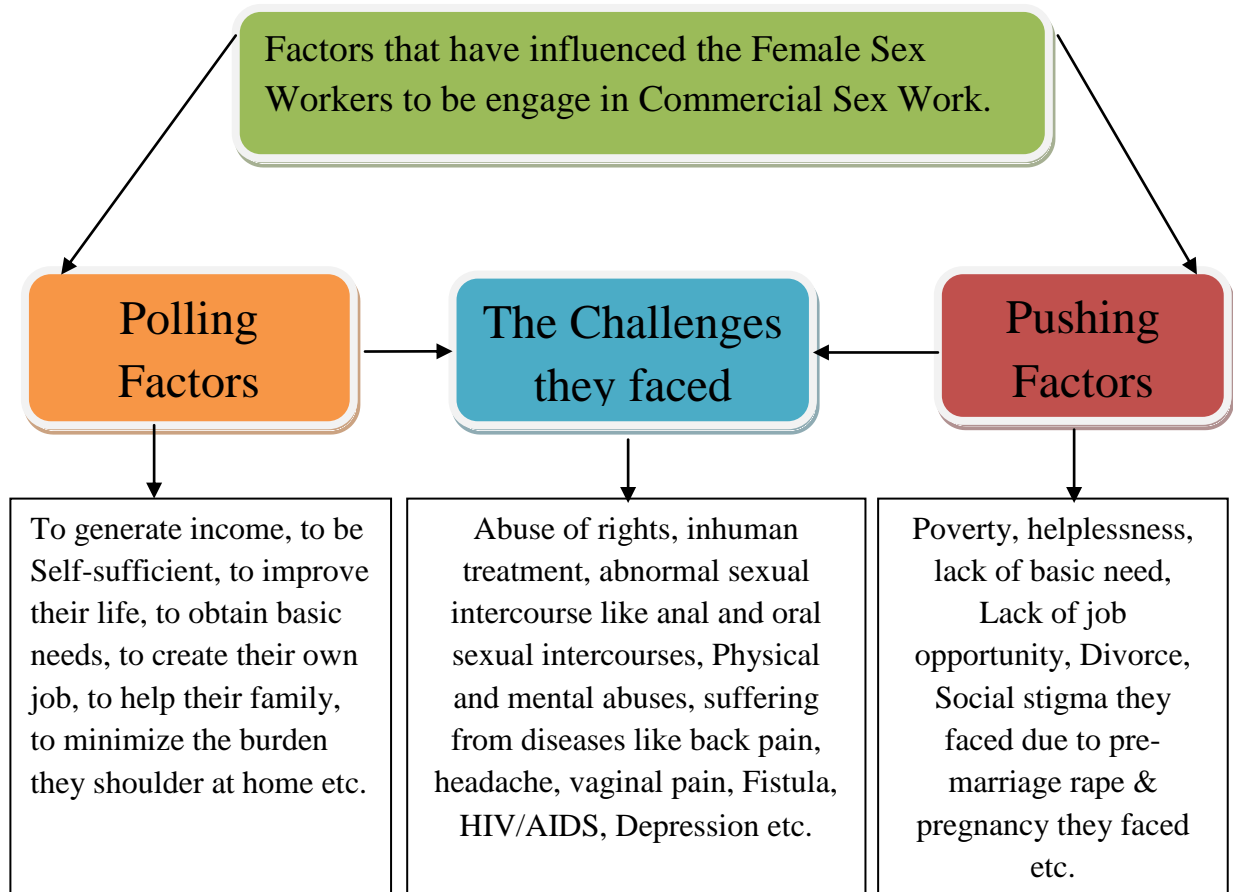 Factors that have influenced the Female Sex
Workers to be engage in Commercial Sex Work.
Polling
Factors
The Challenges
they faced
Pushing
Factors
To generate income, to be
Self-sufficient, to improve
their life, to obtain basic
needs, to create their own
job, to help their family,
to minimize the burden
they shoulder at home etc.
Abuse of rights, inhuman
treatment, abnormal sexual
intercourse like anal and oral
sexual intercourses, Physical
and mental abuses, suffering
from diseases like back pain,
headache, vaginal pain, Fistula,
HIV/AIDS, Depression etc.
Poverty, helplessness,
lack of basic need,
Lack of job
opportunity, Divorce,
Social stigma they
faced due to pre-
marriage rape &
pregnancy they faced
etc.